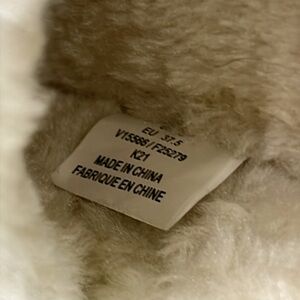 EU 37.5
V15566 / F25279
K21
MADE IN CHINA
FABRIQUE EN CHINE